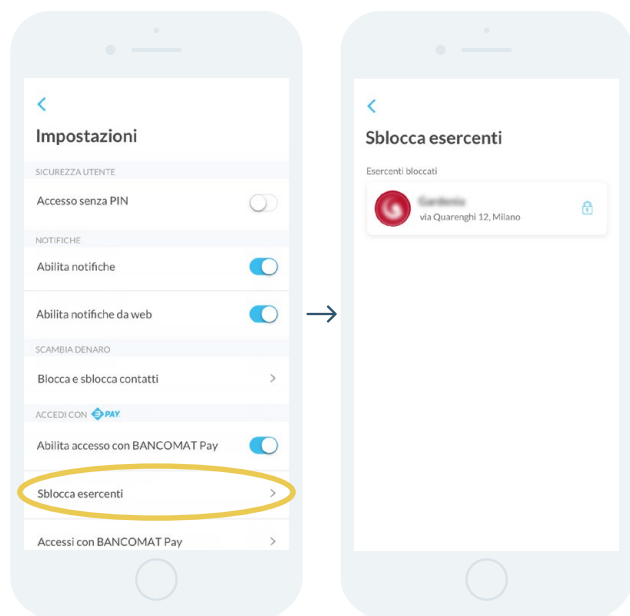 Impostazioni
SICUREZZA UTENTE
Accesso senza PIN
NOTIFICHE
Abilita notifiche
Abilita notifiche da web
SCAMBIA DENARO
Blocca e sblocca contatti
ACCEDI CON PAY
Abilita accesso con BANCOMAT Pay
Sblocca esercenti
Accessi con BANCOMAT Pay
Sblocca esercenti
Esercenti bloccati
via Quarenghi 12, Milano